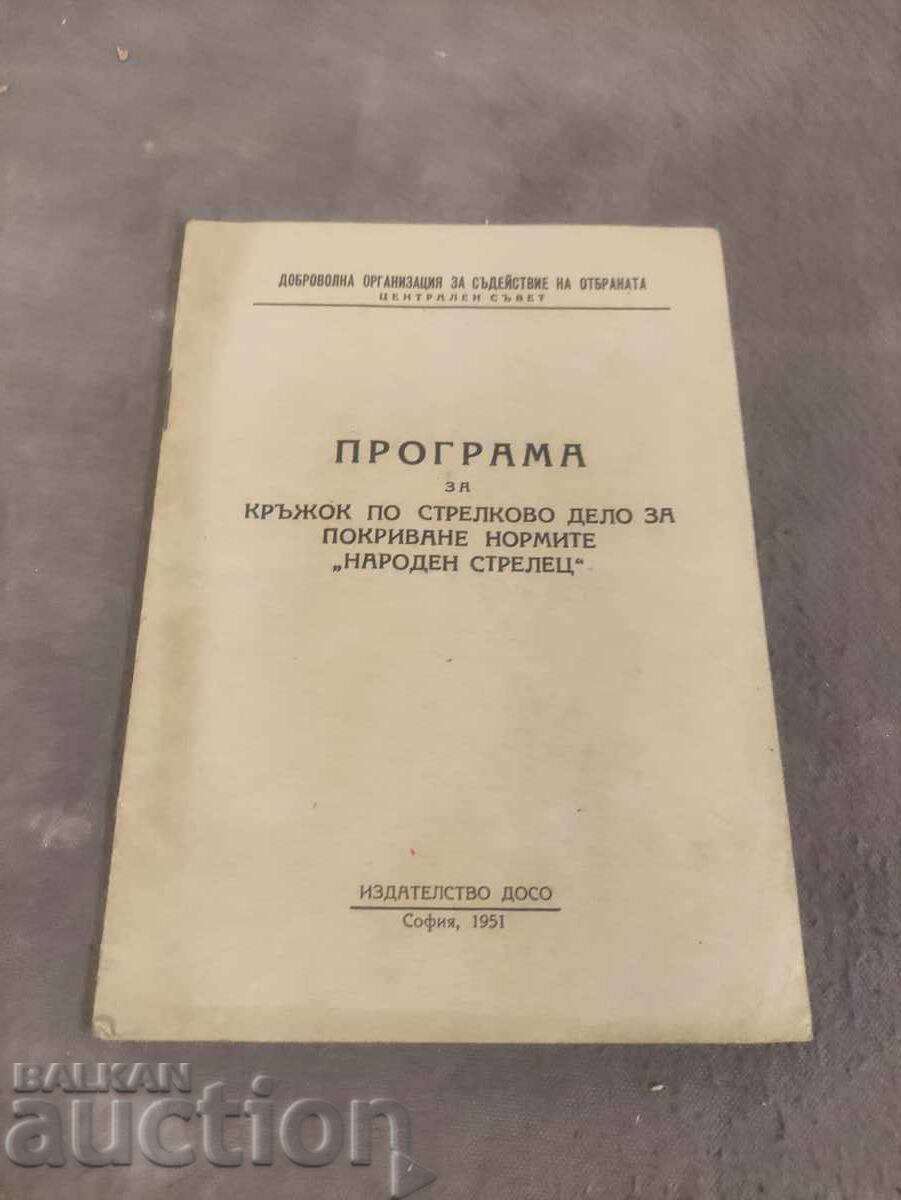 ДОБРОВОЛНА ОРГАНИЗАЦИЯ ЗА СЪДЕЙСТВИЕ НА ОТБРАНАТА
ЦЕНТРАЛЕН СЪВЕТ
ПРОГРАМА
ЗА
КРЪЖОК ПО СТРЕЛКОВО ДЕЛО ЗА
ПОКРИВАНЕ НОРМИТЕ
„НАРОДЕН СТРЕЛЕЦ“
ИЗДАТЕЛСТВО ДОСО
София, 1951
BALKAN
auction